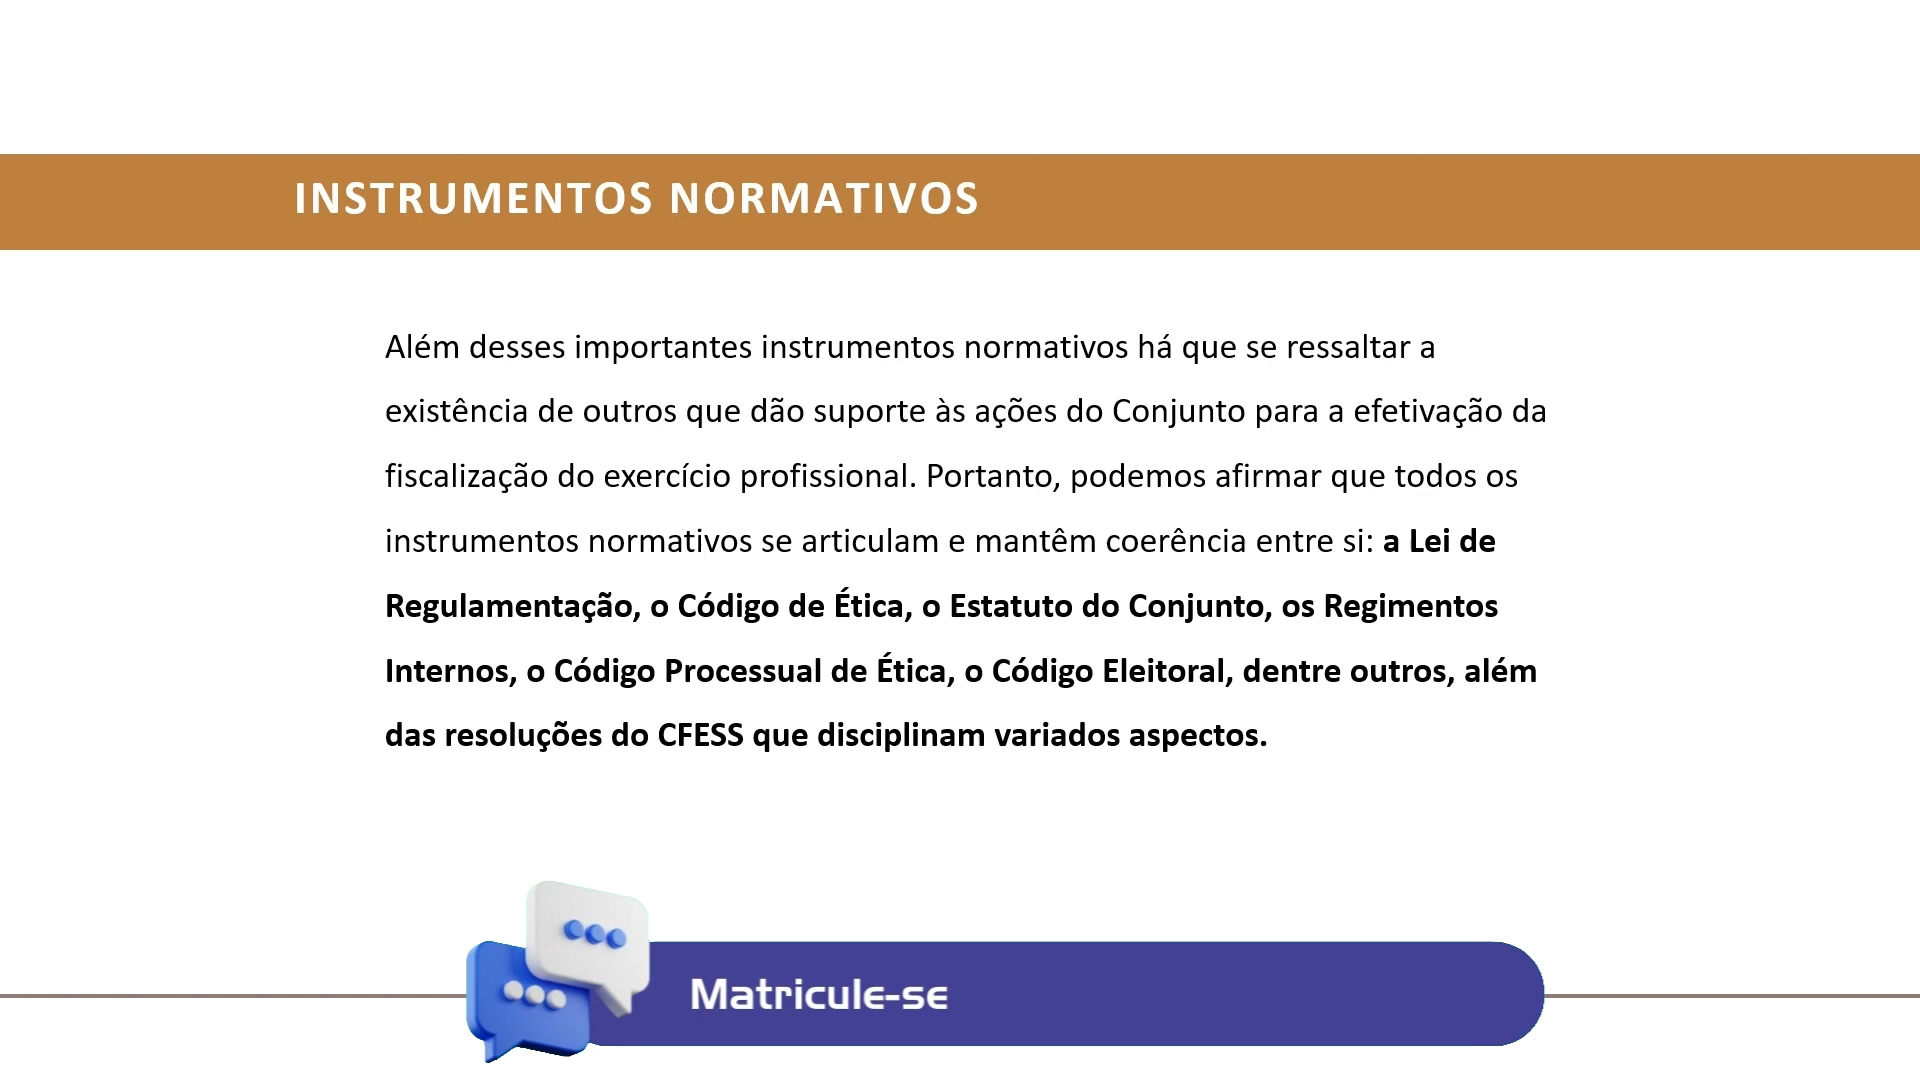 INSTRUMENTOS NORMATIVOS
Além desses importantes instrumentos normativos há que se ressaltar a
existência de outros que dão suporte às ações do Conjunto para a efetivação da
fiscalização do exercício profissional. Portanto, podemos afirmar que todos os
instrumentos normativos se articulam e mantêm coerência entre si: a Lei de
Regulamentação, o Código de Ética, o Estatuto do Conjunto, os Regimentos
Internos, o Código Processual de Ética, o Código Eleitoral, dentre outros, além
das resoluções do CFESS que disciplinam variados aspectos.
Matricule-se